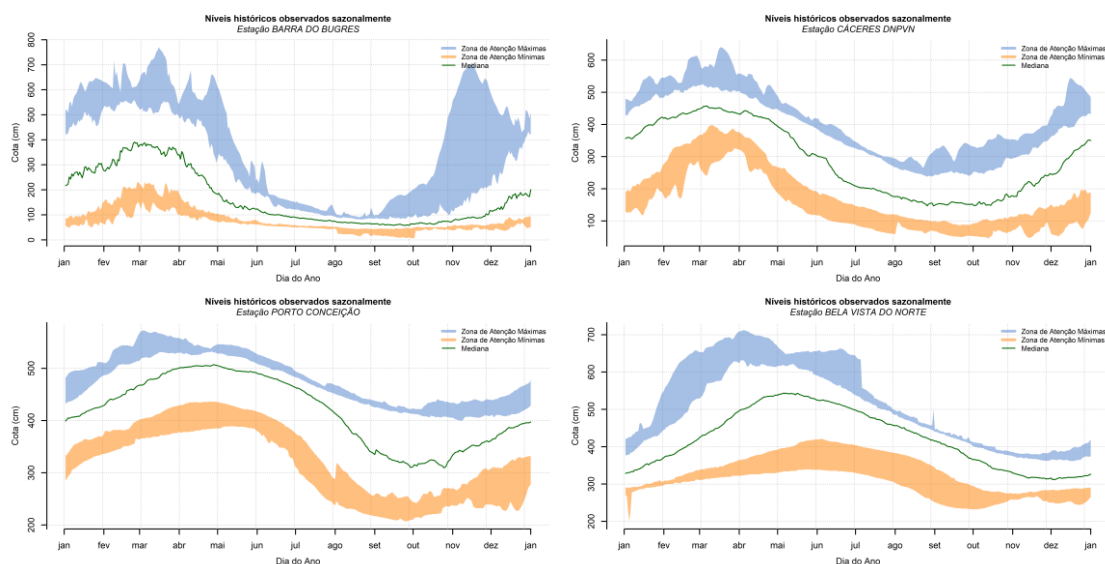 Níveis históricos observados sazonalmente
Estação BARRA DO BUGRES
Zona de Atenção Máximas
Zona de Atenção Mínimas
Mediana
Cota (cm)
800
700
600
500
400
300
200
100
0
jan fev mar abr mai jun jul ago set out nov dez jan
Dia do Ano
Níveis históricos observados sazonalmente
Estação CÁCERES DNPVN
Zona de Atenção Máximas
Zona de Atenção Mínimas
Mediana
Cota (cm)
600
500
400
300
200
100
jan fev mar abr mai jun jul ago set out nov dez jan
Dia do Ano
Níveis históricos observados sazonalmente
Estação PORTO CONCEIÇÃO
Zona de Atenção Máximas
Zona de Atenção Mínimas
Mediana
Cota (cm)
500
400
300
200
jan fev mar abr mai jun jul ago set out nov dez jan
Dia do Ano
Níveis históricos observados sazonalmente
Estação BELA VISTA DO NORTE
Zona de Atenção Máximas
Zona de Atenção Mínimas
Mediana
Cota (cm)
700
600
500
400
300
200
jan fev mar abr mai jun jul ago set out nov dez jan
Dia do Ano